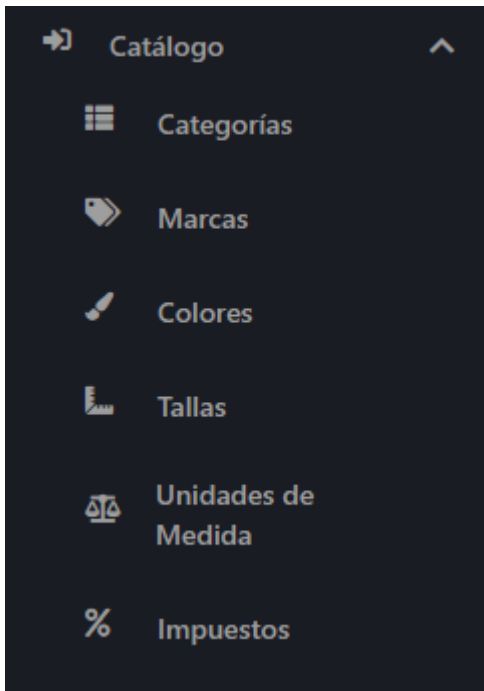 Catálogo
Categorías
Marcas
Colores
Tallas
Unidades de
Medida
Impuestos